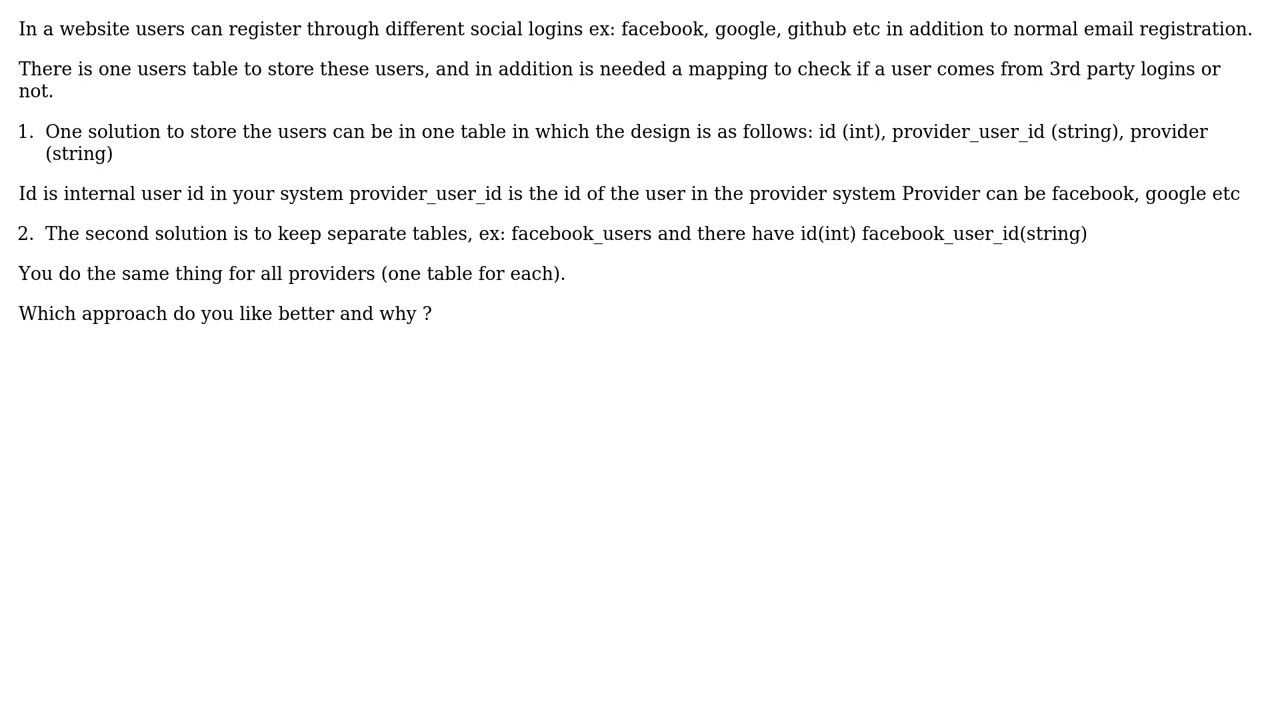 In a website users can register through different social logins ex: facebook, google, github etc in addition to normal email registration.
There is one users table to store these users, and in addition is needed a mapping to check if a user comes from 3rd party logins or
not.
1. One solution to store the users can be in one table in which the design is as follows: id (int), provider_user_id (string), provider
(string)
Id is internal user id in your system provider_user_id is the id of the user in the provider system Provider can be facebook, google etc
2. The second solution is to keep separate tables, ex: facebook_users and there have id(int) facebook_user_id(string)
You do the same thing for all providers (one table for each).
Which approach do you like better and why ?